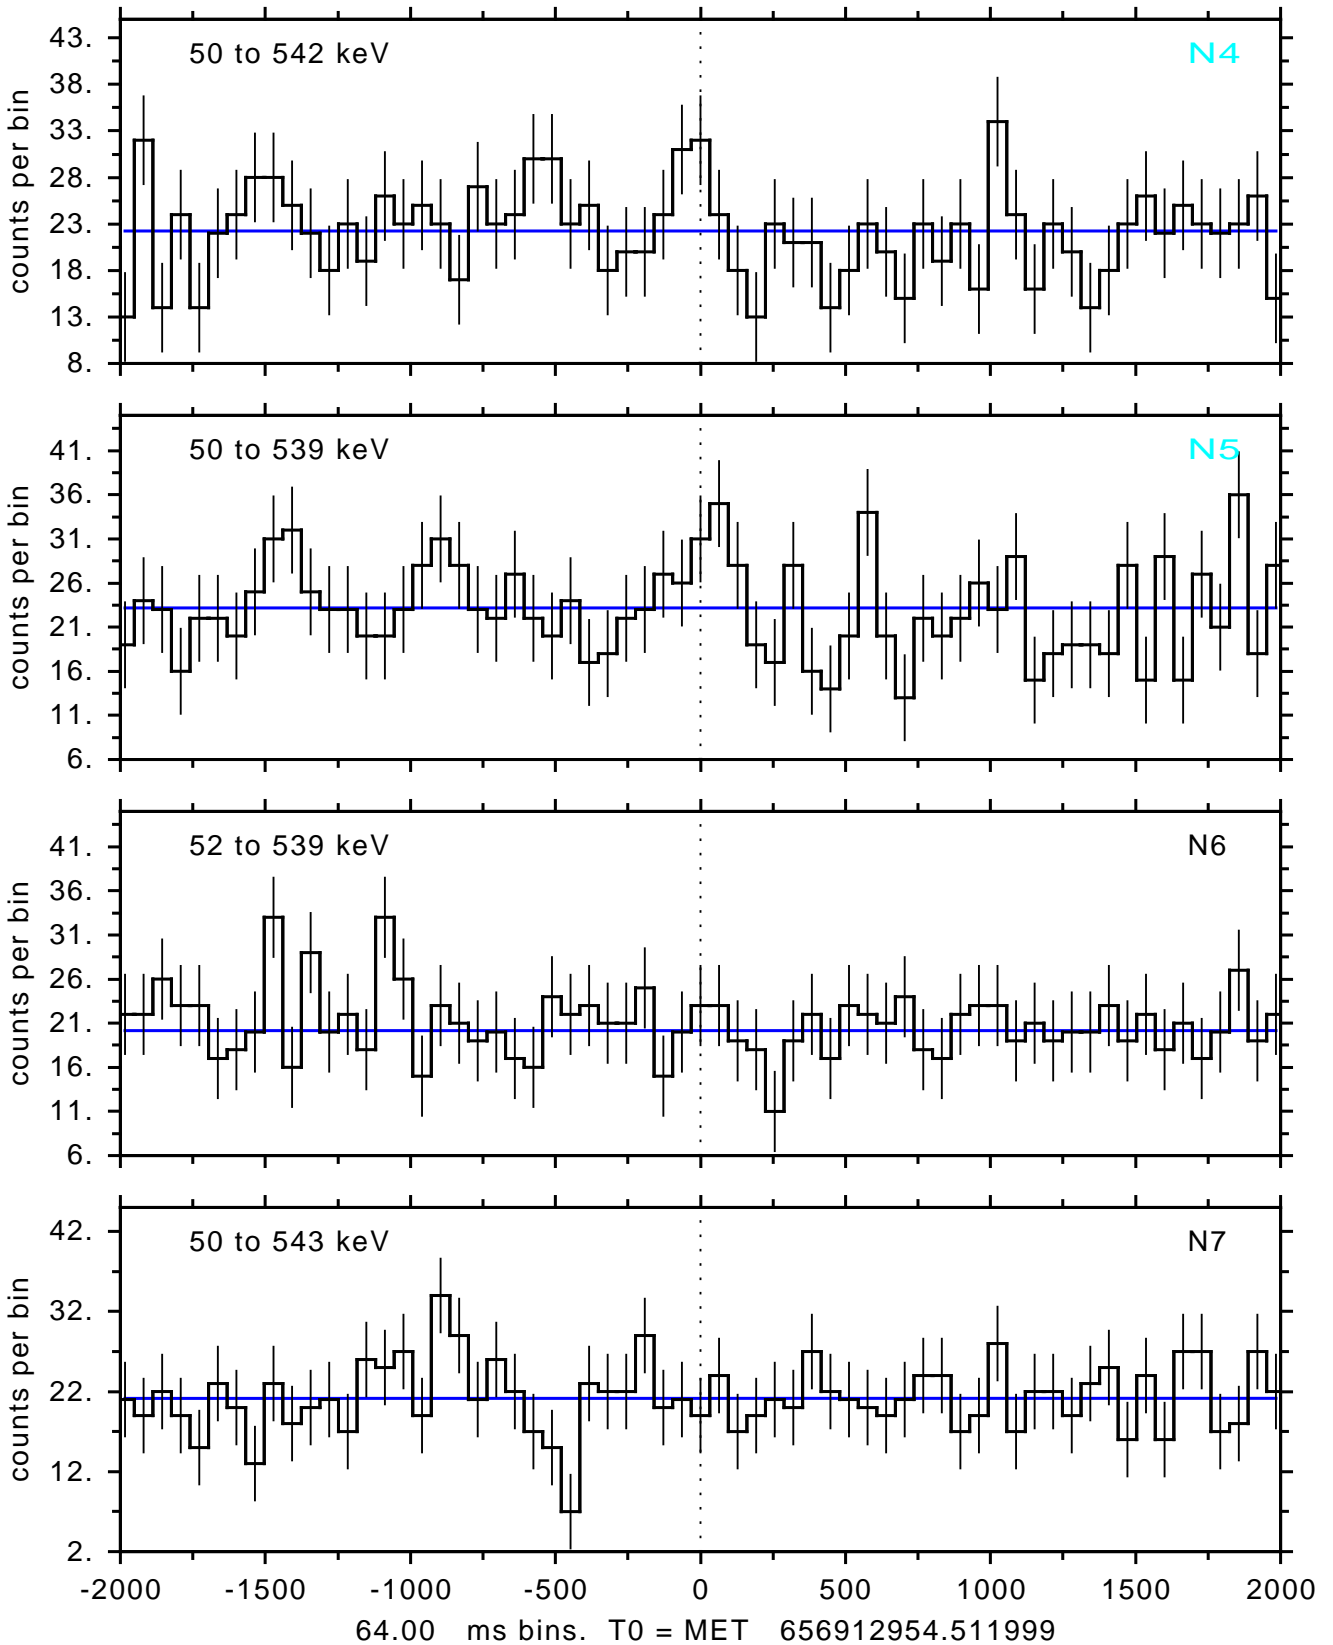 50 to 542 keV N4
counts per bin
43.
38.
33.
28.
23.
18.
13.
8.
50 to 539 keV N5
counts per bin
41.
36.
31.
26.
21.
16.
11.
6.
52 to 539 keV N6
counts per bin
41.
36.
31.
26.
21.
16.
11.
6.
50 to 543 keV N7
counts per bin
42.
32.
22.
12.
2.
-2000 -1500 -1000 -500 0 500 1000 1500 2000
64.00 ms bins. T0 = MET 656912954.511999